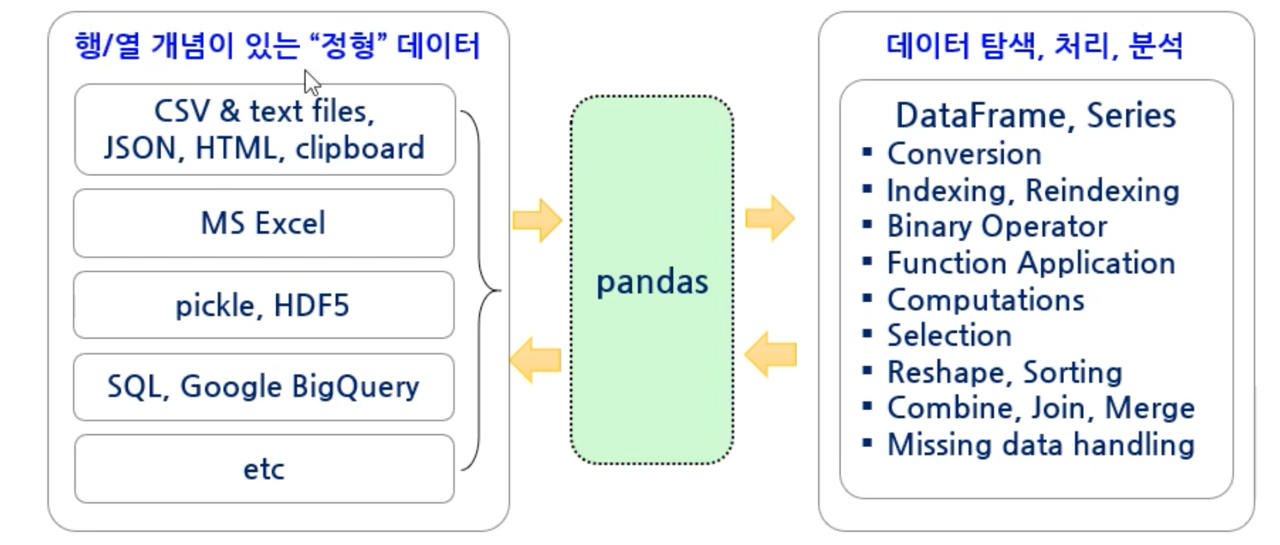 행/열 개념이 있는 “정형” 데이터
CSV & text files,
JSON, HTML, clipboard
MS Excel
pickle, HDF5
SQL, Google BigQuery
etc
pandas
데이터 탐색, 처리, 분석
DataFrame, Series
▪ Conversion
▪ Indexing, Reindexing
▪ Binary Operator
▪ Function Application
▪ Computations
▪ Selection
▪ Reshape, Sorting
▪ Combine, Join, Merge
▪ Missing data handling